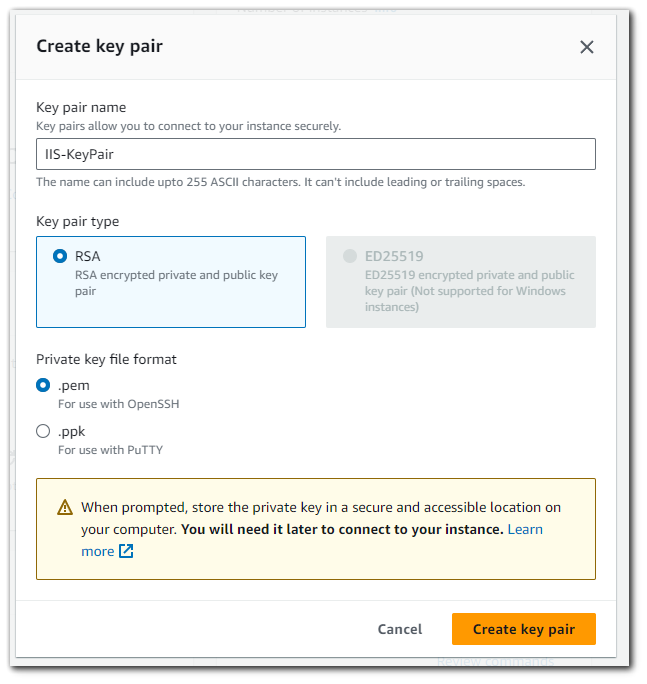 Create key pair
Key pair name
Key pairs allow you to connect to your instance securely.
IIS-KeyPair
The name can include upto 255 ASCII characters. It can't include leading or trailing spaces.
Key pair type
RSA
RSA encrypted private and public key
pair
ED25519
ED25519 encrypted private and public
key pair (Not supported for Windows
instances)
Private key file format
.pem
For use with OpenSSH
.ppk
For use with PuTTY
When prompted, store the private key in a secure and accessible location on
your computer. You will need it later to connect to your instance. Learn
more
Cancel
Create key pair
Review commands